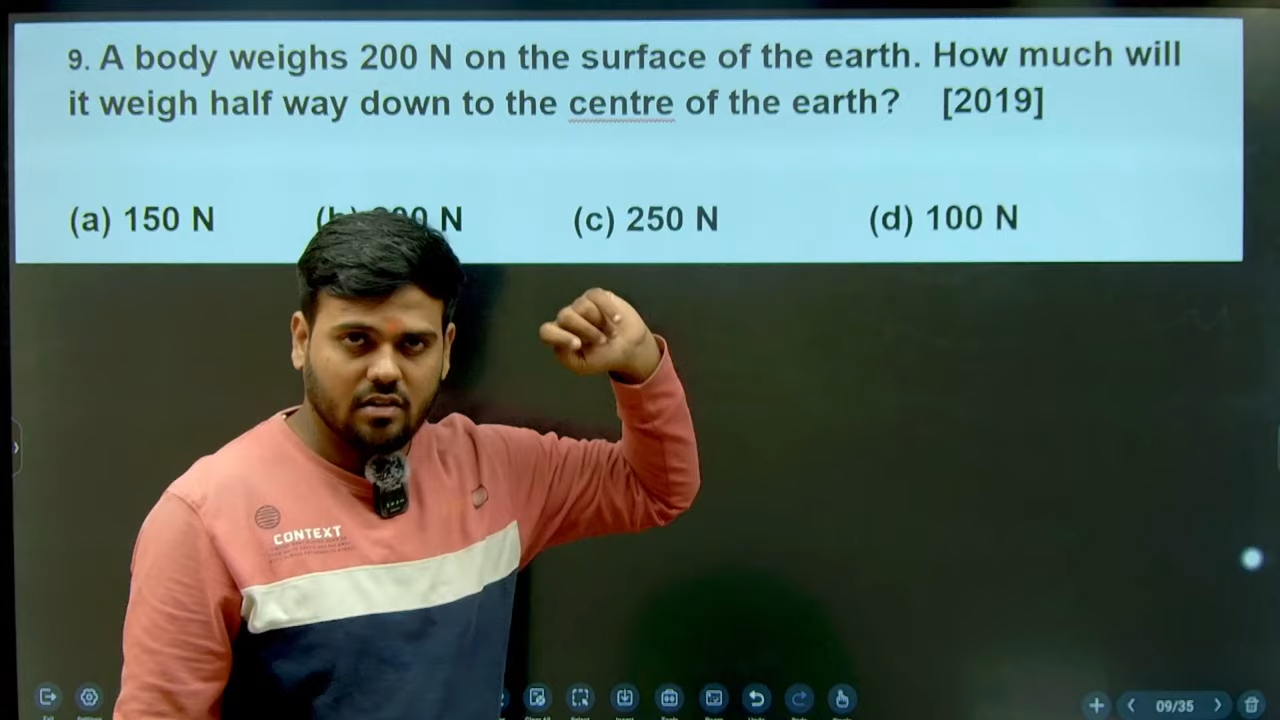 9. A body weighs 200 N on the surface of the earth. How much will
it weigh half way down to the centre of the earth? [2019]
(a) 150 N N (c) 250 N (d) 100 N
CONTEXT
09/35